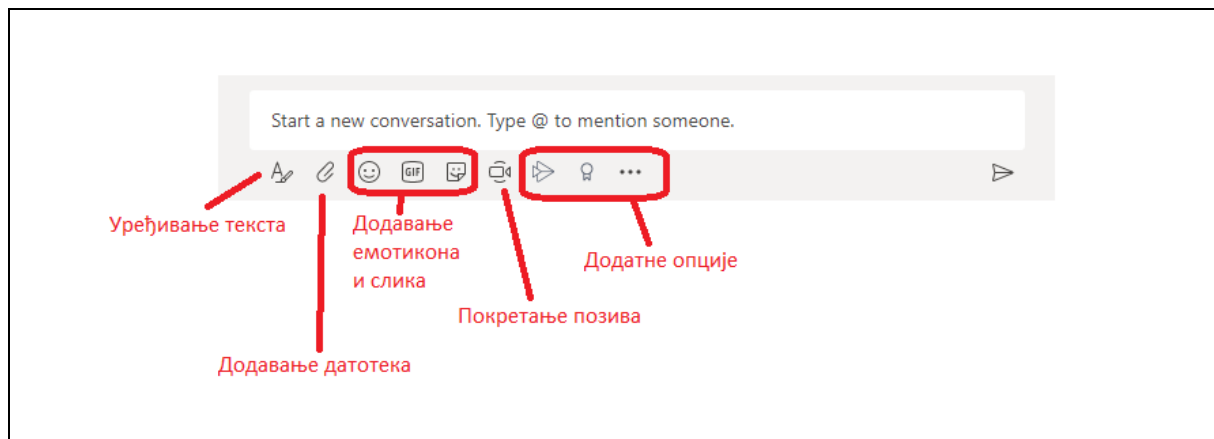 Start a new conversation. Type @ to mention someone.
GIF
Уређивање текста
Додавање
емотикона
и слика
Додатне опције
Покретање позива
Додавање датотека